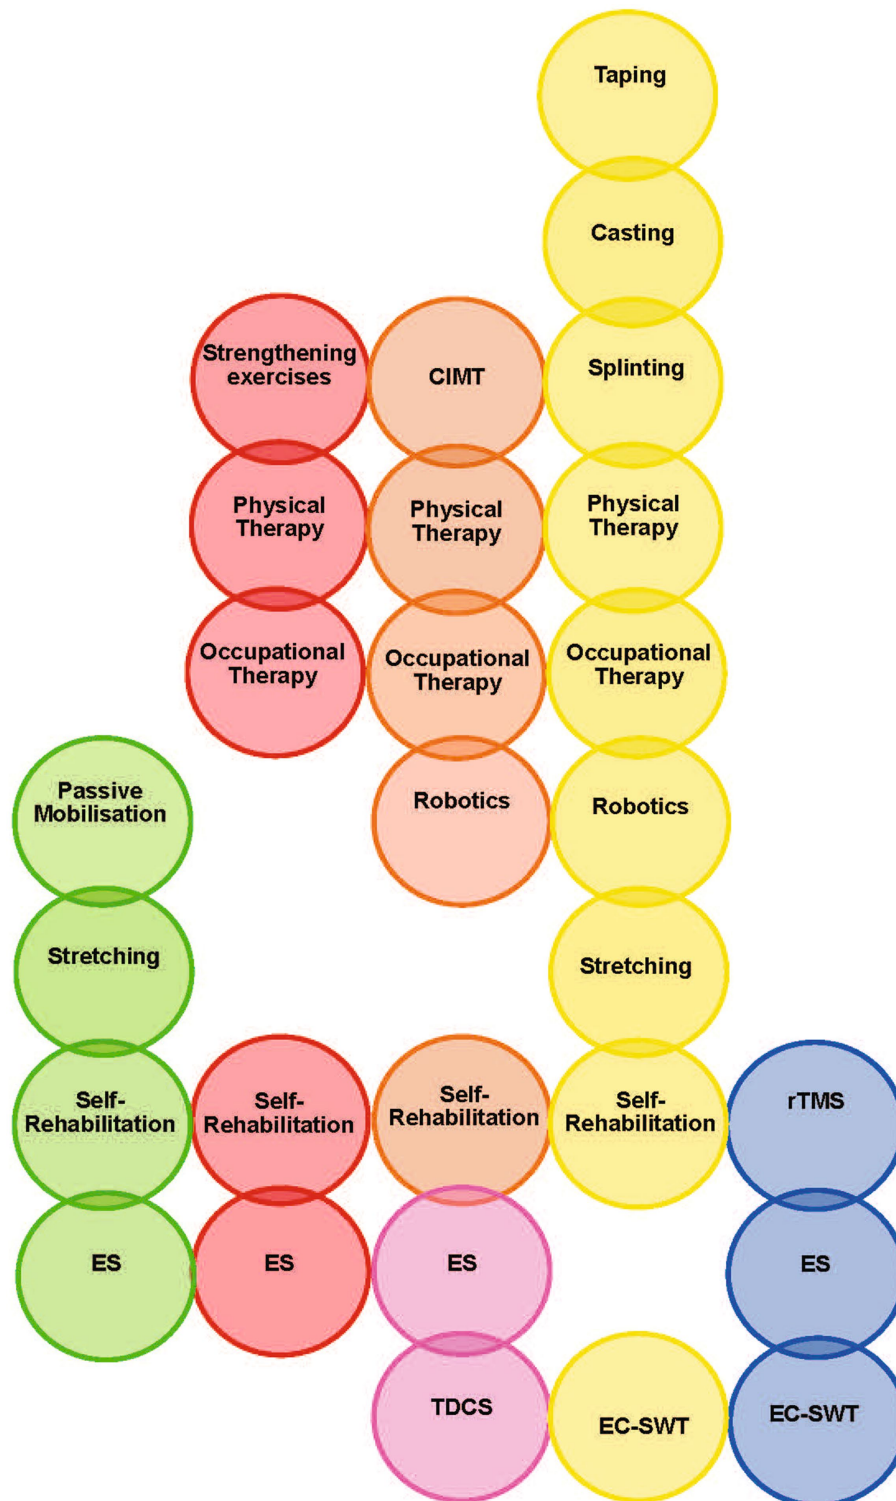 Taping
Casting
Strengthening
exercises
CIMT
Splinting
Physical
Therapy
Physical
Therapy
Physical
Therapy
Occupational
Therapy
Occupational
Therapy
Occupational
Therapy
Passive
Mobilisation
Robotics
Robotics
Stretching
Stretching
Self-
Rehabilitation
Self-
Rehabilitation
Self-
Rehabilitation
Self-
Rehabilitation
rTMS
ES
ES
ES
ES
TDCS
EC-SWT
EC-SWT